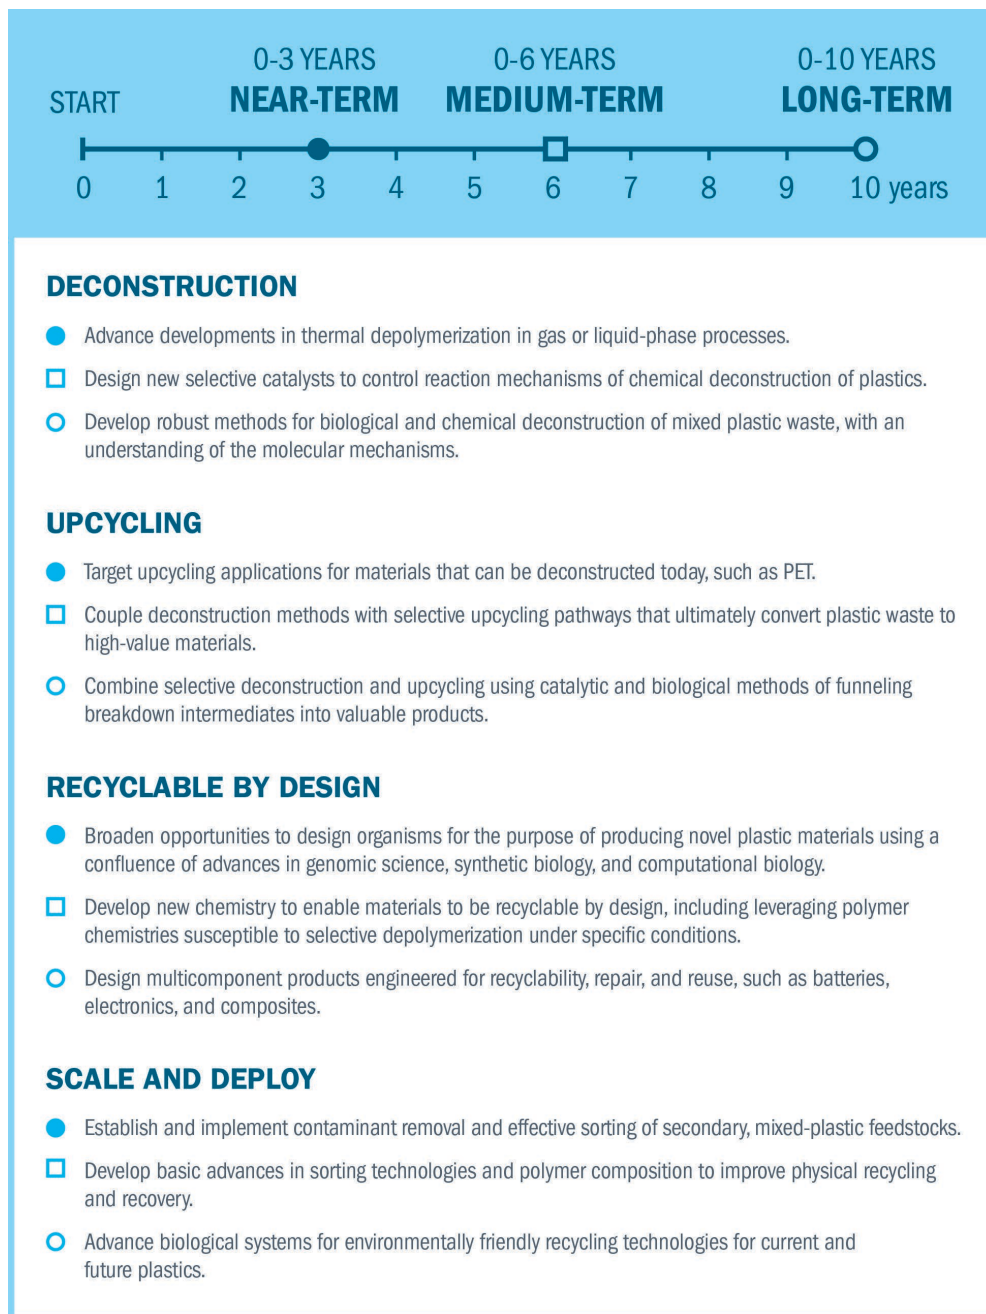 0-3 YEARS
0-6 YEARS
0-10 YEARS
START
NEAR-TERM
MEDIUM-TERM
LONG-TERM
0 1 2 3 4 5 6 7 8 9 10 years
DECONSTRUCTION
Advance developments in thermal depolymerization in gas or liquid-phase processes.
Design new selective catalysts to control reaction mechanisms of chemical deconstruction of plastics.
Develop robust methods for biological and chemical deconstruction of mixed plastic waste, with an
understanding of the molecular mechanisms.
UPCYCLING
Target upcycling applications for materials that can be deconstructed today, such as PET.
Couple deconstruction methods with selective upcycling pathways that ultimately convert plastic waste to
high-value materials.
Combine selective deconstruction and upcycling using catalytic and biological methods of funneling
breakdown intermediates into valuable products.
RECYCLABLE BY DESIGN
Broaden opportunities to design organisms for the purpose of producing novel plastic materials using a
confluence of advances in genomic science, synthetic biology, and computational biology.
Develop new chemistry to enable materials to be recyclable by design, including leveraging polymer
chemistries susceptible to selective depolymerization under specific conditions.
Design multicomponent products engineered for recyclability, repair, and reuse, such as batteries,
electronics, and composites.
SCALE AND DEPLOY
Establish and implement contaminant removal and effective sorting of secondary, mixed-plastic feedstocks.
Develop basic advances in sorting technologies and polymer composition to improve physical recycling
and recovery.
Advance biological systems for environmentally friendly recycling technologies for current and
future plastics.